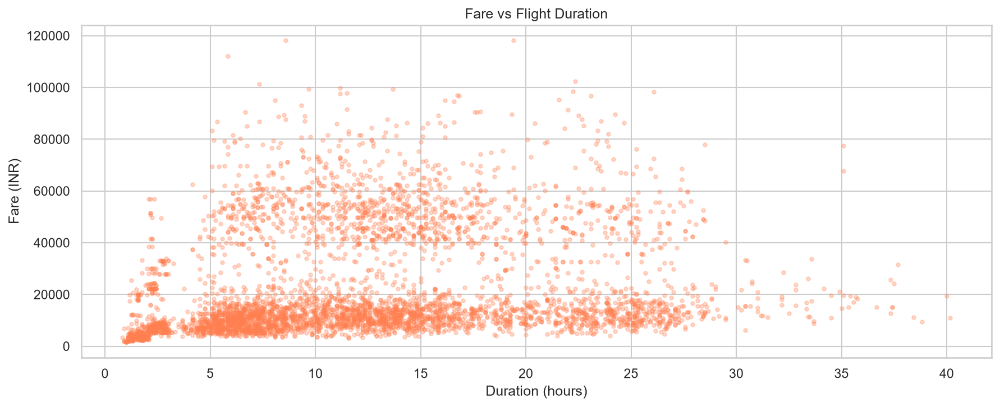 Fare vs Flight Duration
120000
100000
80000
60000
40000
20000
0
Fare (INR)
0 5 10 15 20 25 30 35 40
Duration (hours)